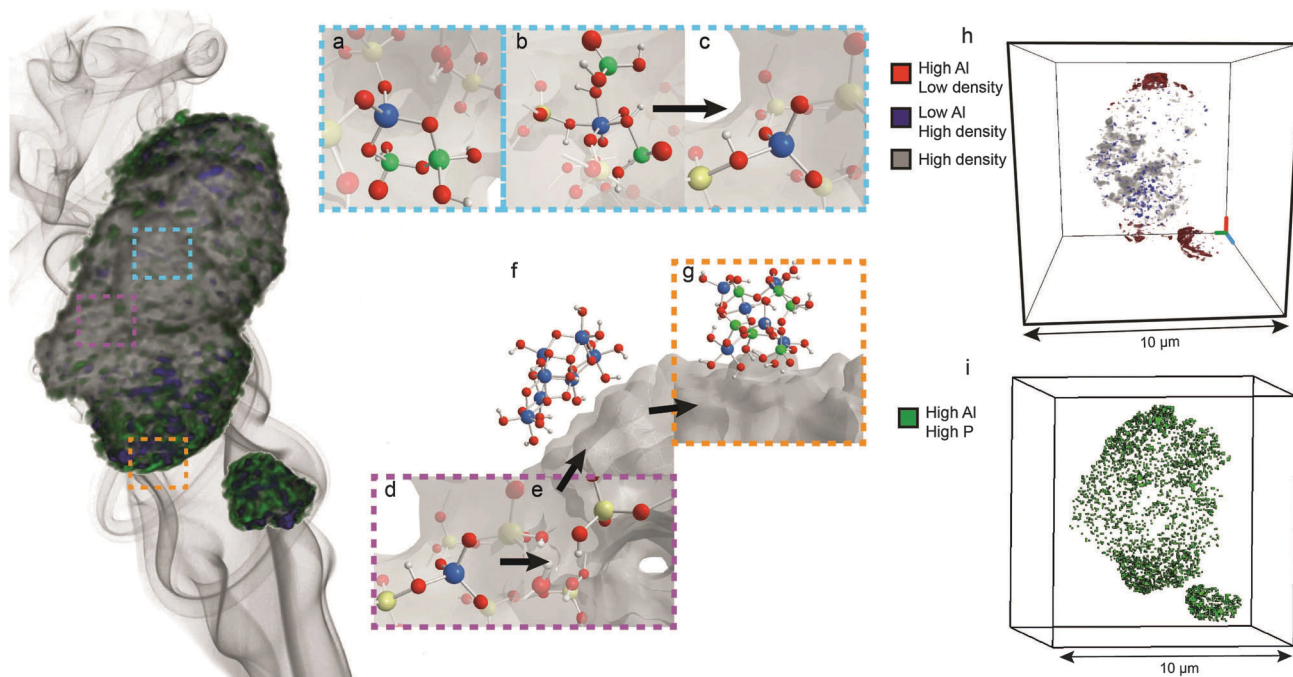 a
b
c
d
e
f
g
h
High Al
Low density
Low Al
High density
High density
10 µm
i
High Al
High P
10 µm